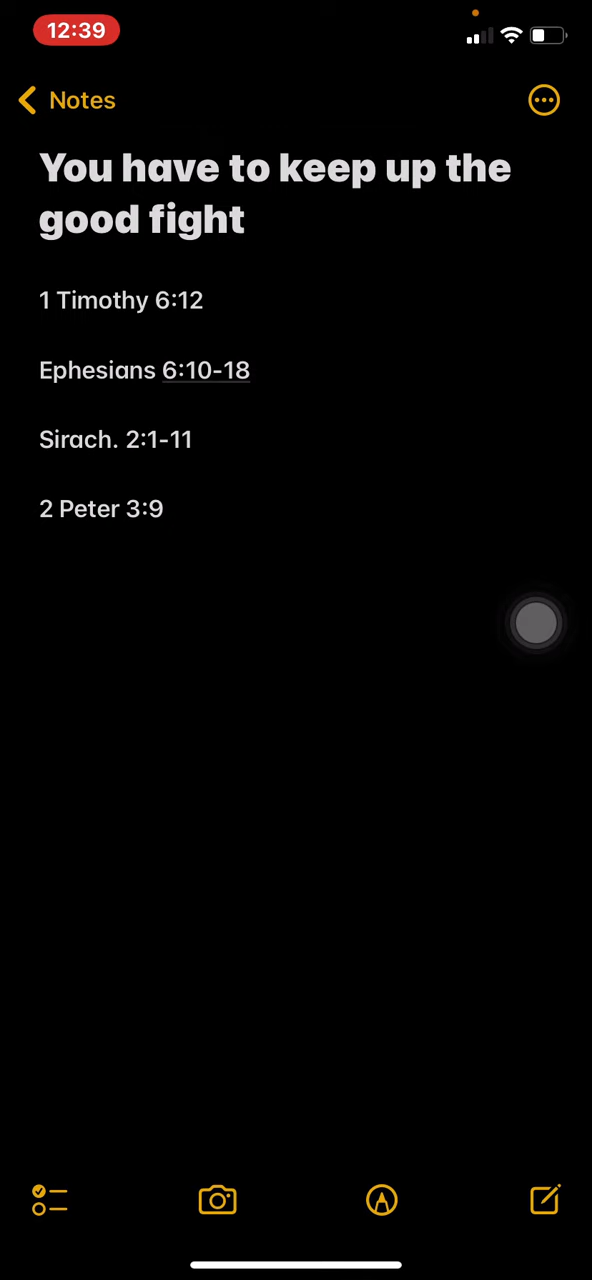 12:39
Notes
You have to keep up the
good fight
1 Timothy 6:12
Ephesians 6:10-18
Sirach. 2:1-11
2 Peter 3:9